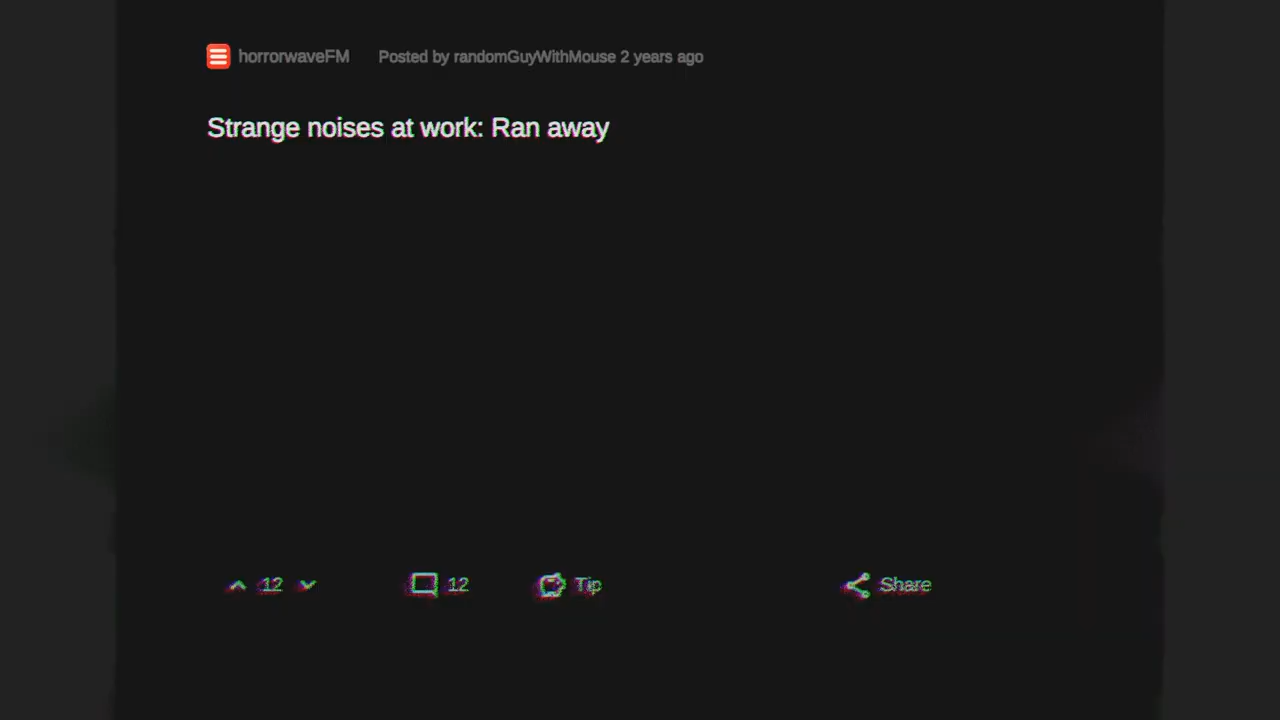 horrorwaveFM Posted by randomGuyWithMouse 2 years ago
Strange noises at work: Ran away
12 12 Tip Share